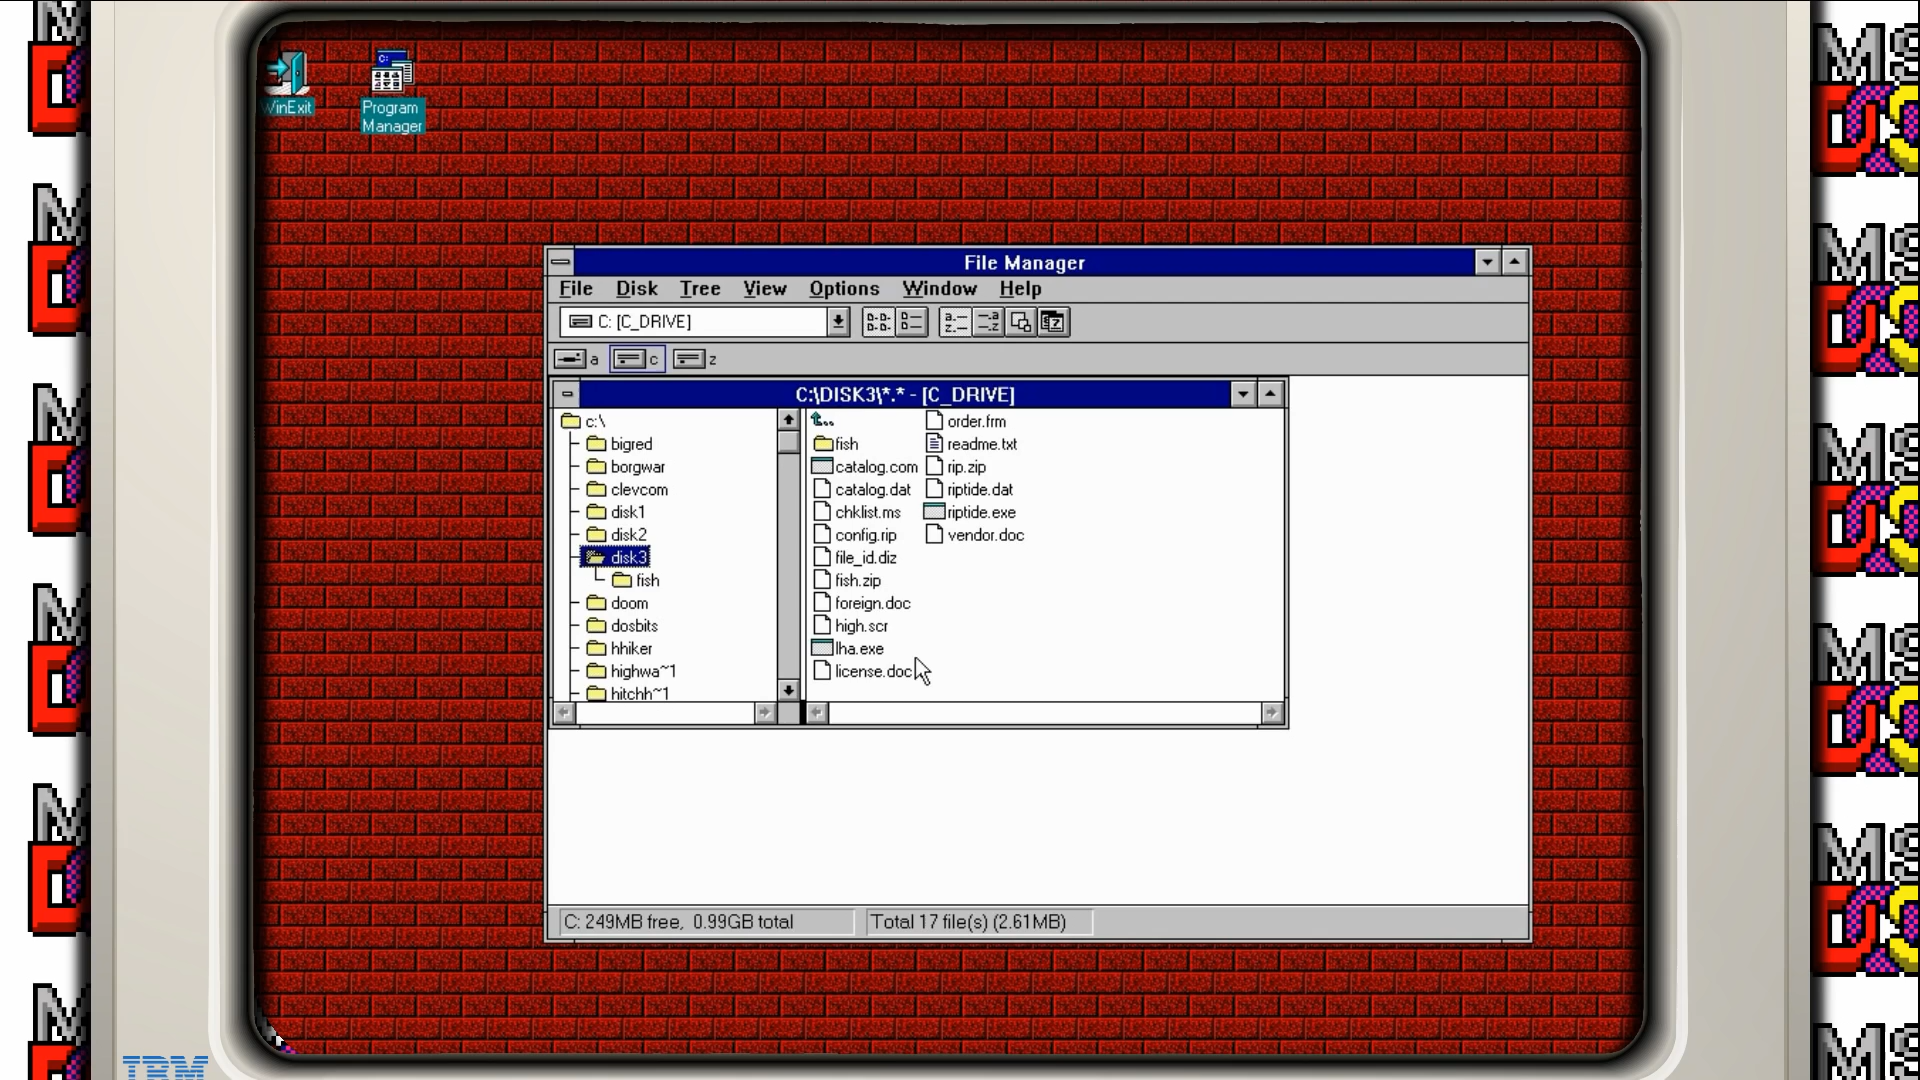 WinExit
Program
Manager
File Manager
File Disk Tree View Options Window Help
C: [C_DRIVE]
a c z
C:\DISK3\*.* - [C_DRIVE]
c:\
bigred
borgwar
clevcom
disk1
disk2
disk3
fish
doom
dosbits
hhiker
highwa~1
hitchh~1
..
fish
catalog.com
catalog.dat
chklist.ms
config.rip
file_id.diz
fish.zip
foreign.doc
high.scr
lha.exe
license.doc
order.frm
readme.txt
rip.zip
riptide.dat
riptide.exe
vendor.doc
C: 249MB free, 0.99GB total
Total 17 file(s) (2.61MB)
IBM